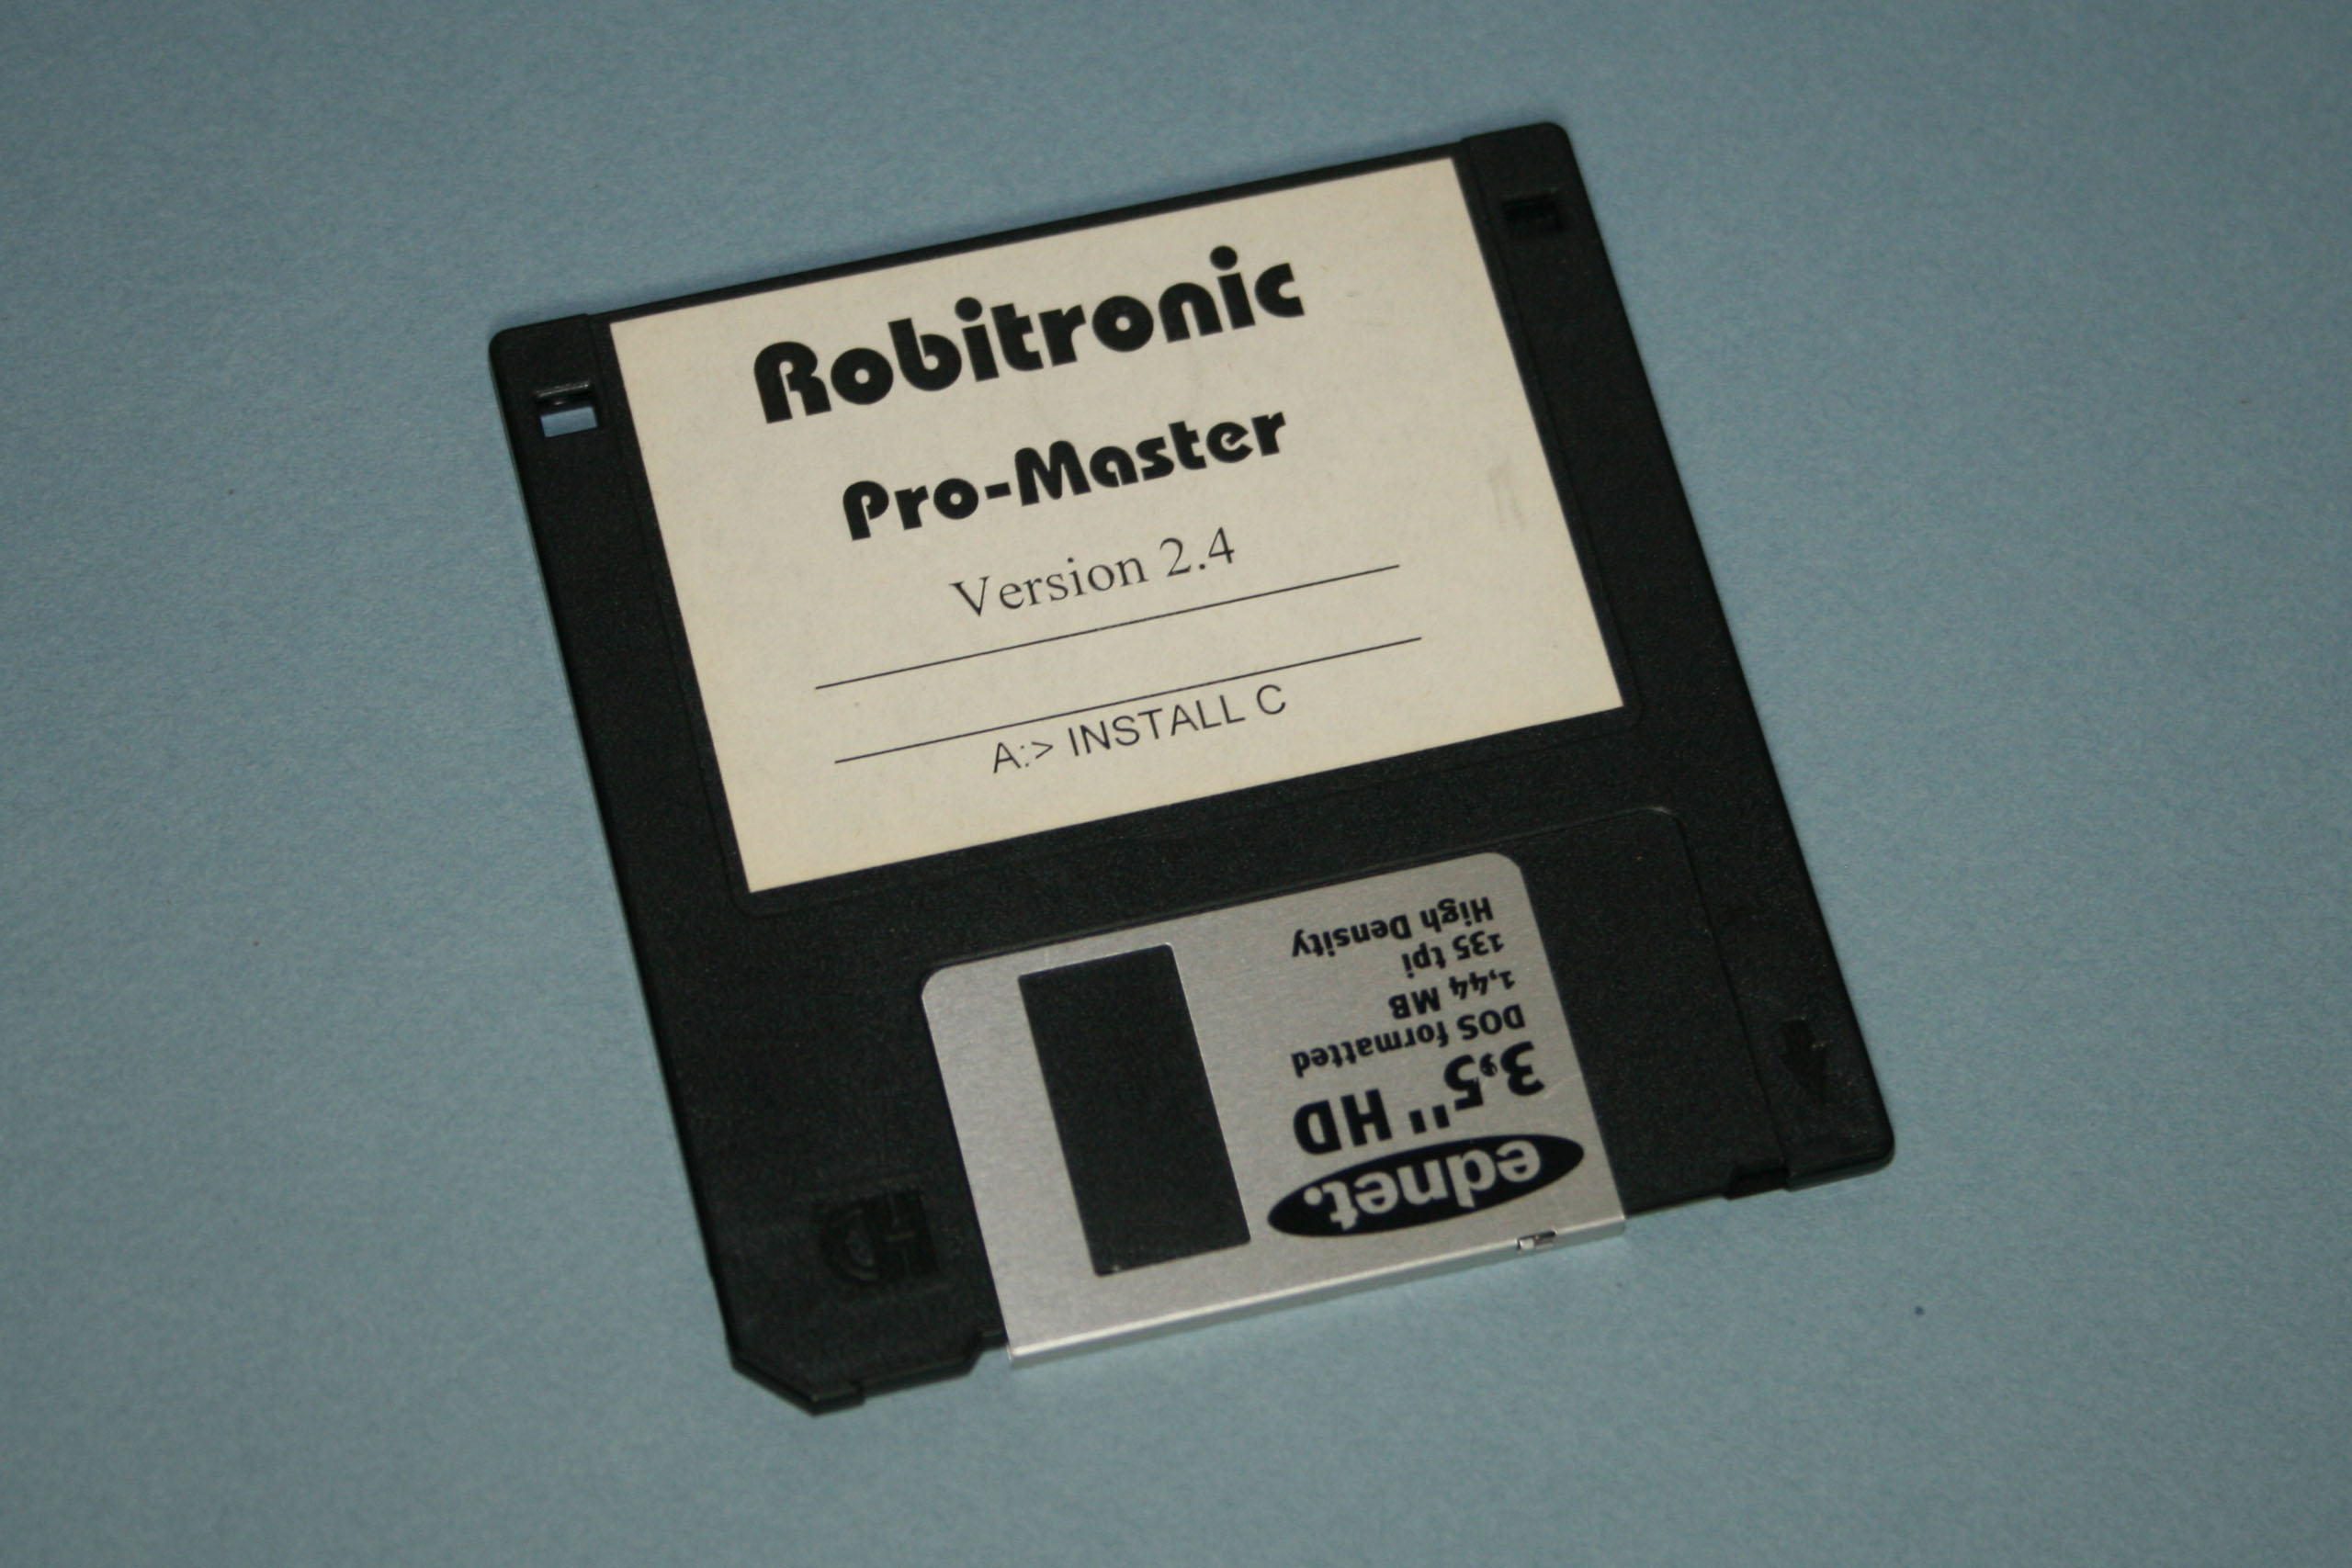 Robitronic
Pro-Master
Version 2.4
A:> INSTALL C
ednet.
3,5" HD
DOS formatted
1,44 MB
135 tpi
High Density
HD